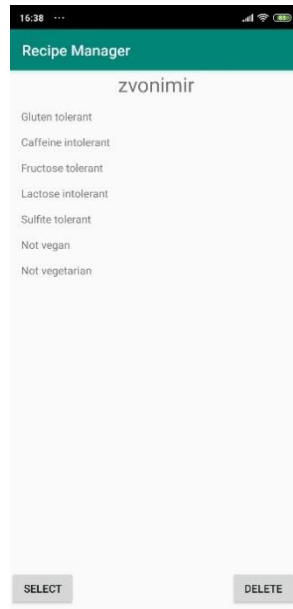 16:38 ...
Recipe Manager
zvonimir
Gluten tolerant
Caffeine intolerant
Fructose tolerant
Lactose intolerant
Sulfite tolerant
Not vegan
Not vegetarian
SELECT DELETE